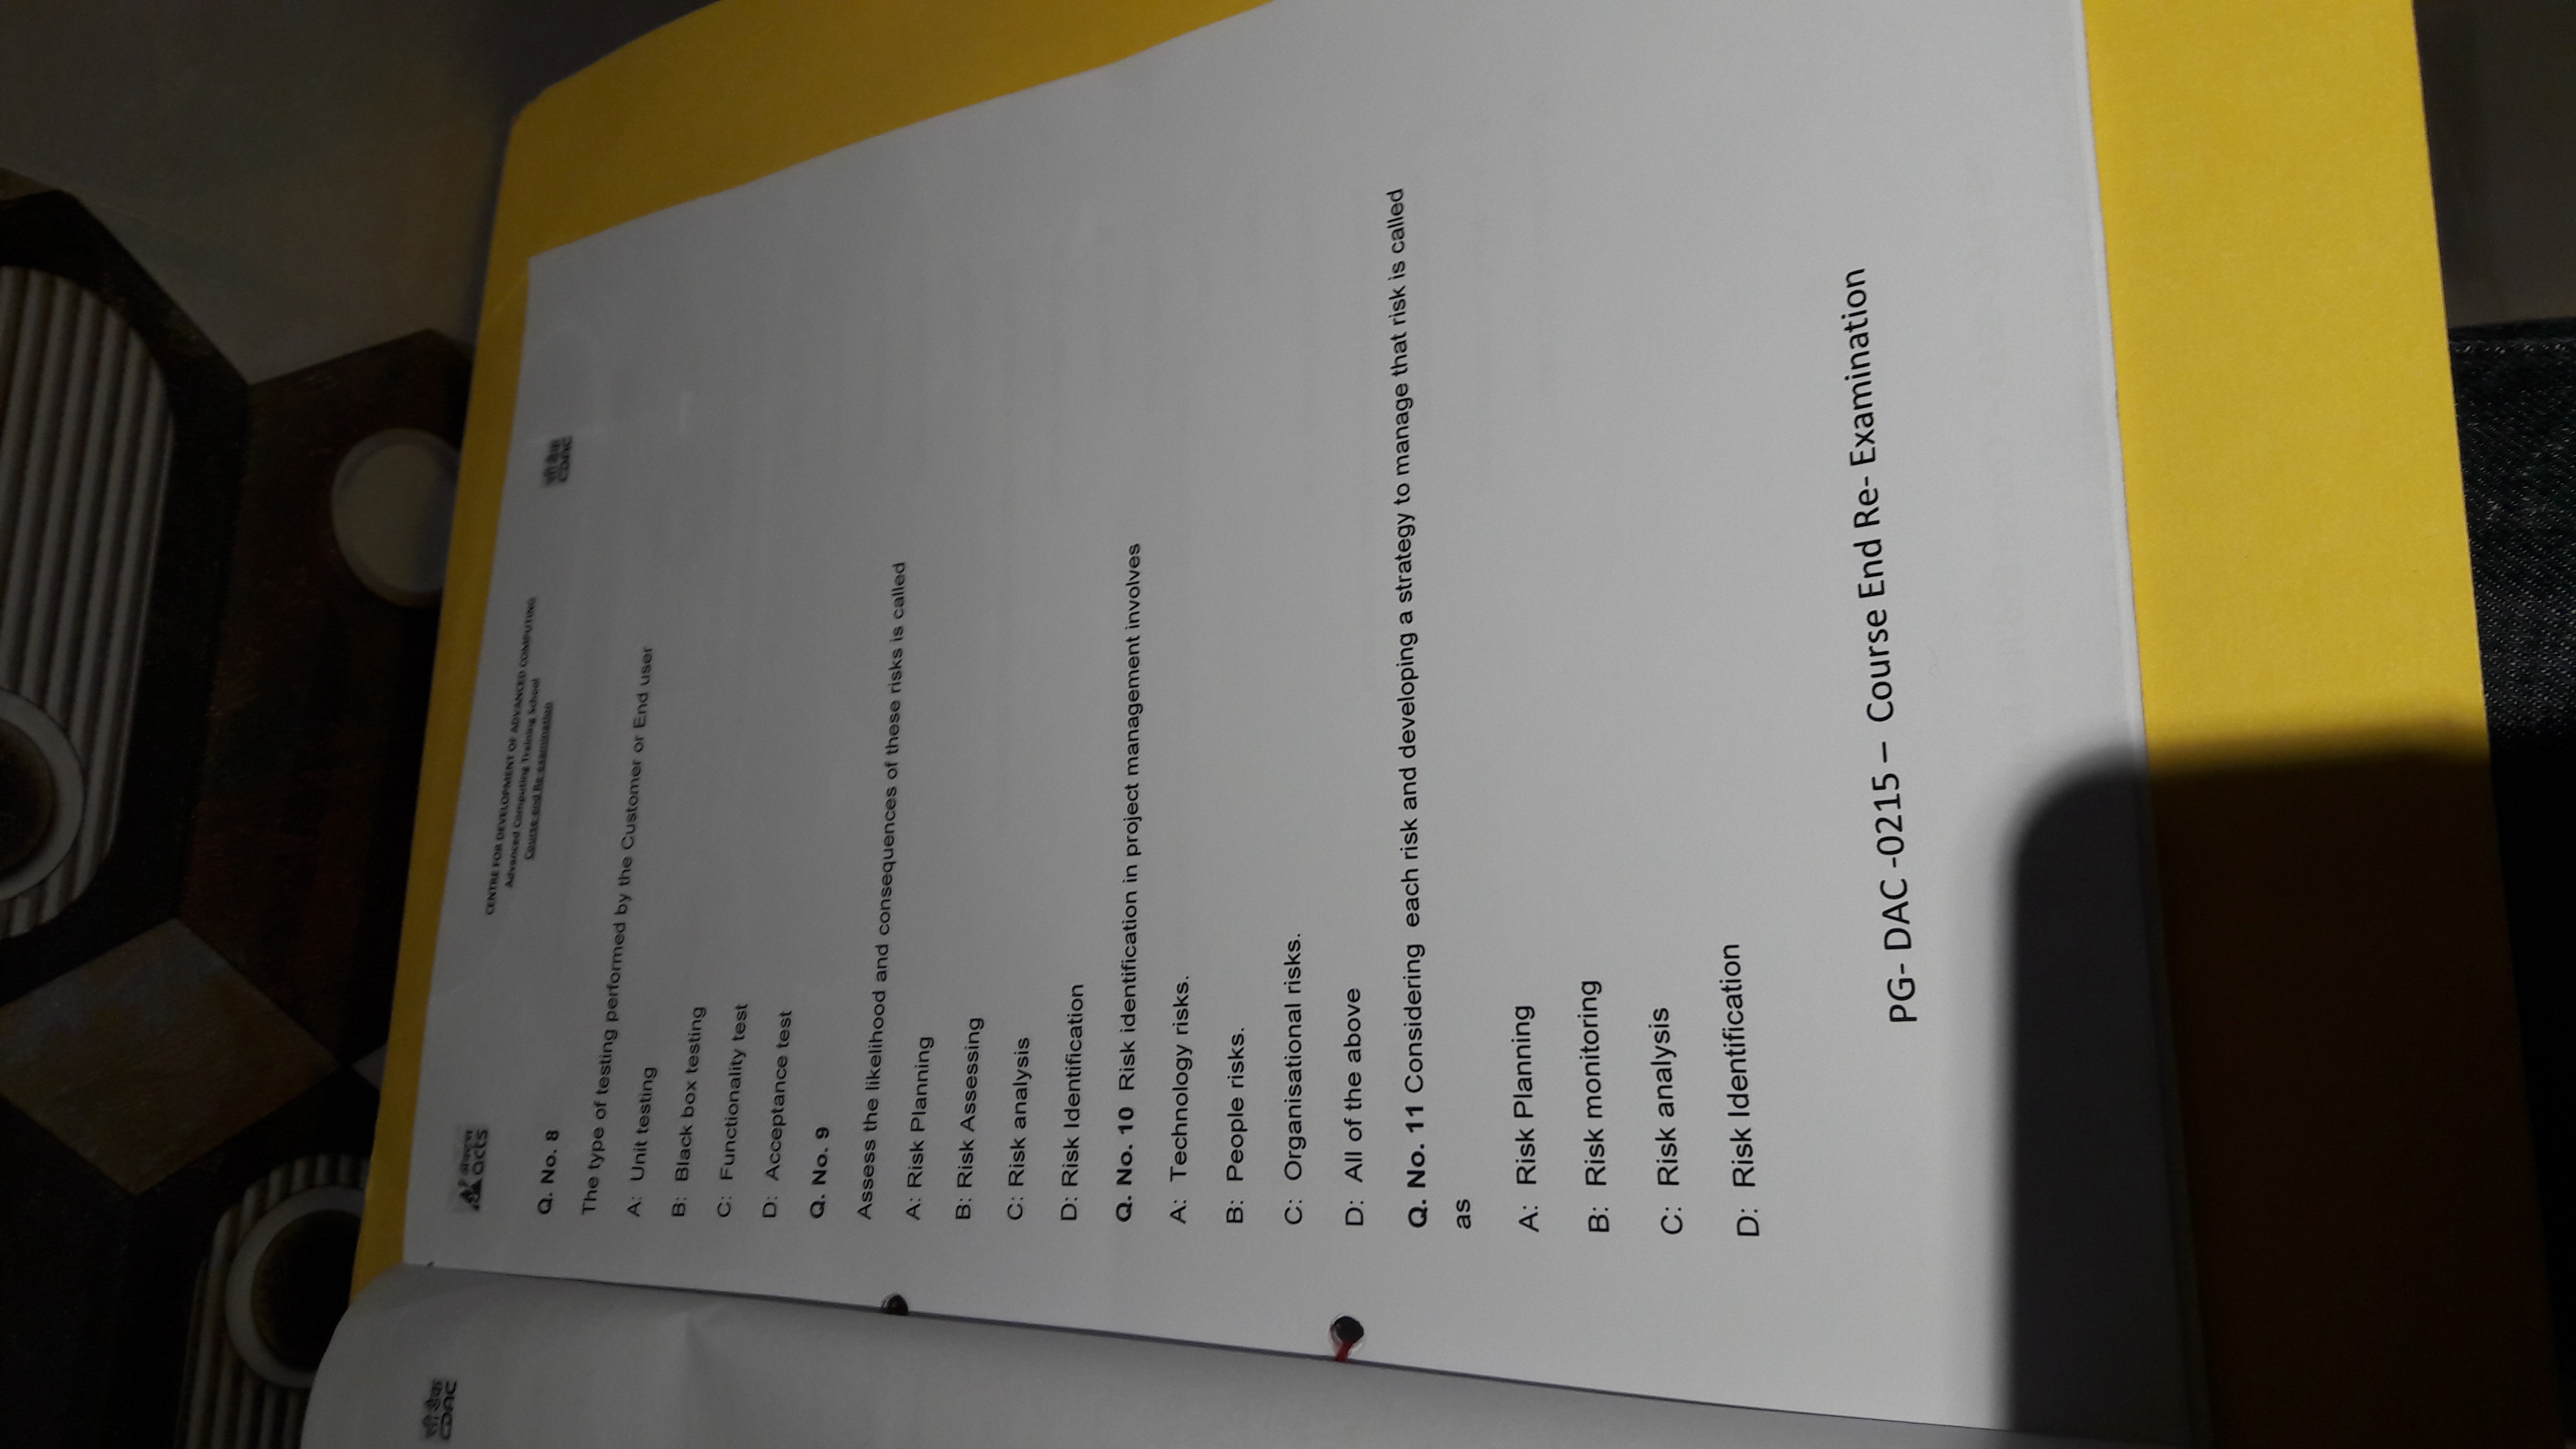 सी डैक
CDAC
ॲक्ट्स
acts
CENTRE FOR DEVELOPMENT OF ADVANCED COMPUTING
Advanced Computing Training School
Course end Re-examination
सी डैक
CDAC
Q. No. 8
The type of testing performed by the Customer or End user
A: Unit testing
B: Black box testing
C: Functionality test
D: Acceptance test
Q. No. 9
Assess the likelihood and consequences of these risks is called
A: Risk Planning
B: Risk Assessing
C: Risk analysis
D: Risk Identification
Q. No. 10 Risk identification in project management involves
A: Technology risks.
B: People risks.
C: Organisational risks.
D: All of the above
Q. No. 11 Considering each risk and developing a strategy to manage that risk is called
as
A: Risk Planning
B: Risk monitoring
C: Risk analysis
D: Risk Identification
PG- DAC -0215 – Course End Re- Examination